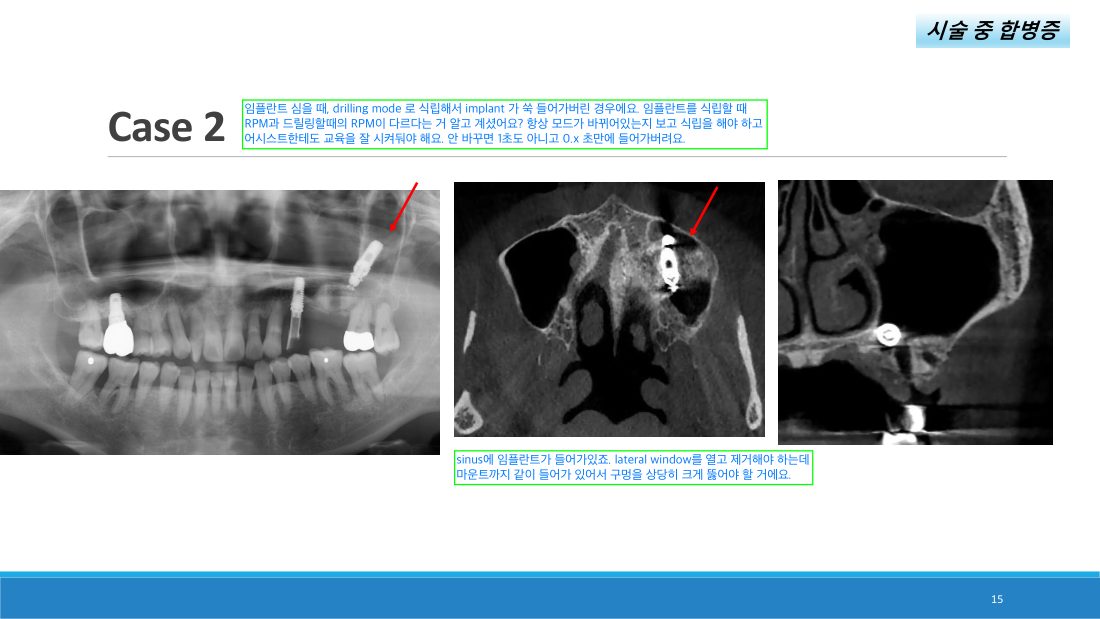 시술 중 합병증
Case 2
임플란트 심을 때, drilling mode 로 식립해서 implant 가 쑥 들어가버린 경우에요. 임플란트를 식립할 때
RPM과 드릴링할때의 RPM이 다르다는 거 알고 계셨어요? 항상 모드가 바뀌어있는지 보고 식립을 해야 하고
어시스트한테도 교육을 잘 시켜둬야 해요. 안 바꾸면 1초도 아니고 0.x 초만에 들어가버려요.
sinus에 임플란트가 들어가있죠. lateral window를 열고 제거해야 하는데
마운트까지 같이 들어가 있어서 구멍을 상당히 크게 뚫어야 할 거에요.
15